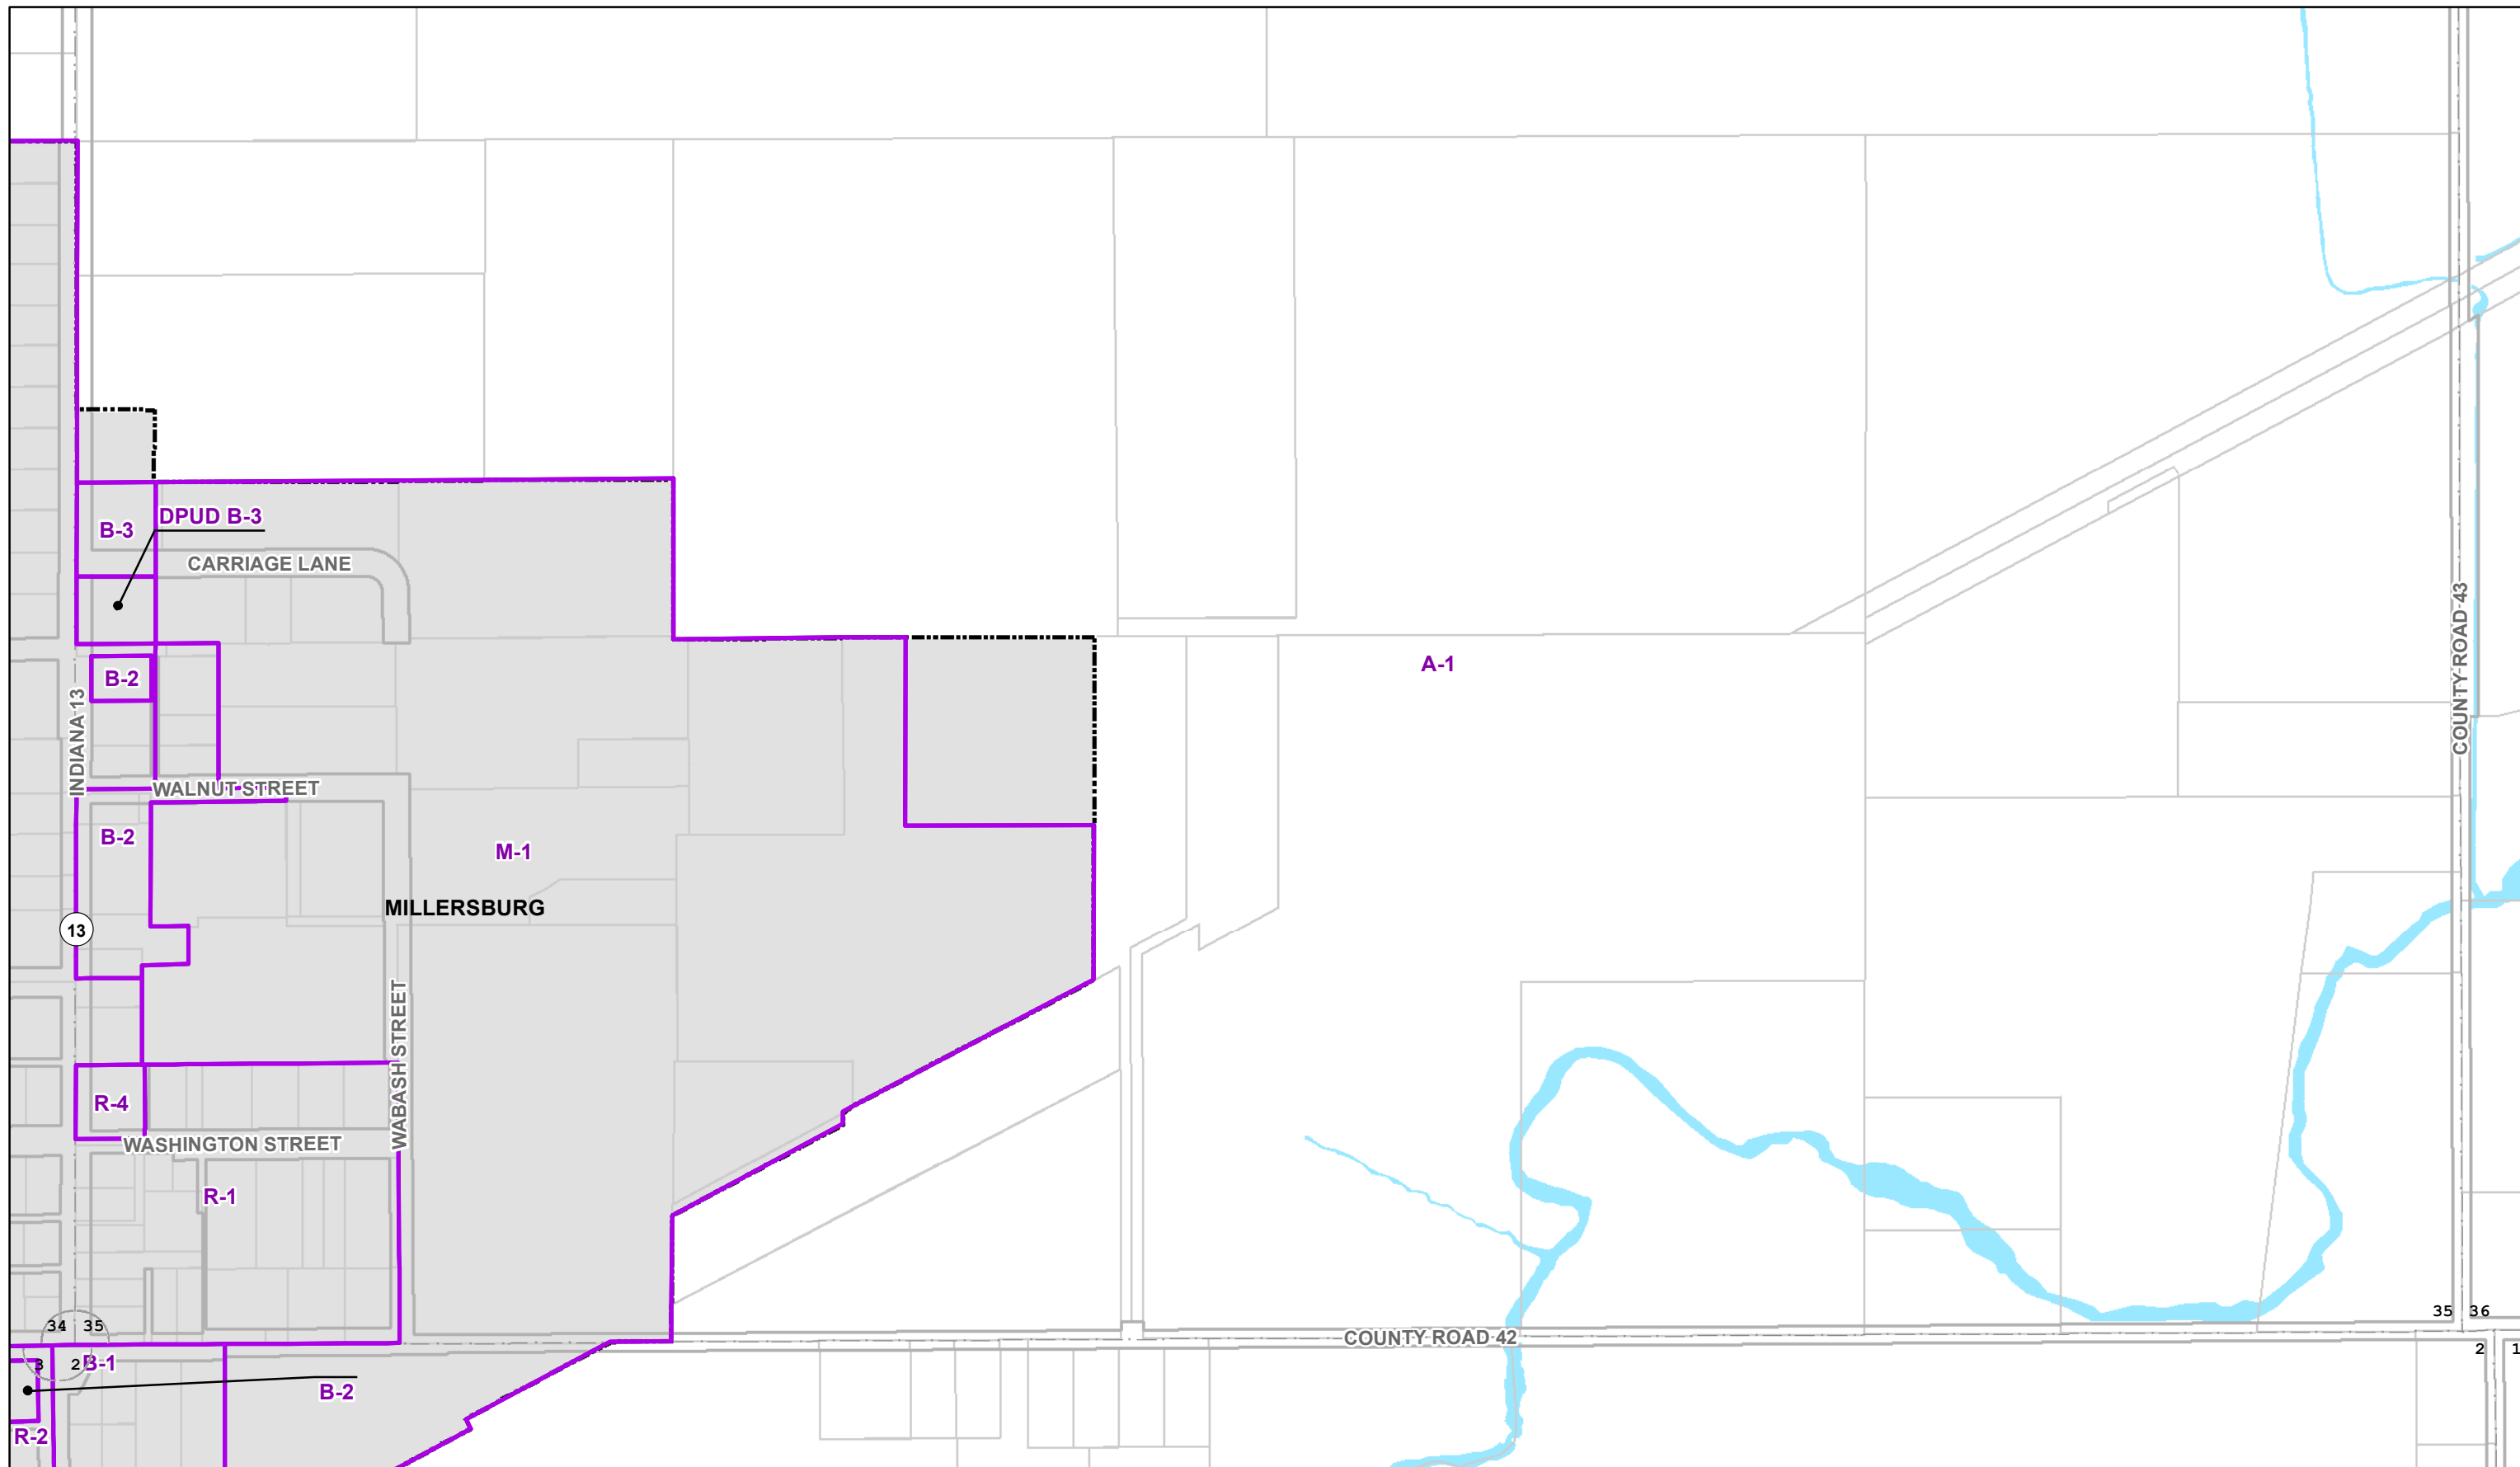 DPUD B-3
B-3
CARRIAGE LANE
COUNTY ROAD 43
A-1
B-2
INDIANA 13
WALNUT STREET
B-2
M-1
MILLERSBURG
13
WABASH STREET
R-4
WASHINGTON STREET
R-1
35 36
34 35
COUNTY ROAD 42
2 1
3 2
B-1
B-2
R-2